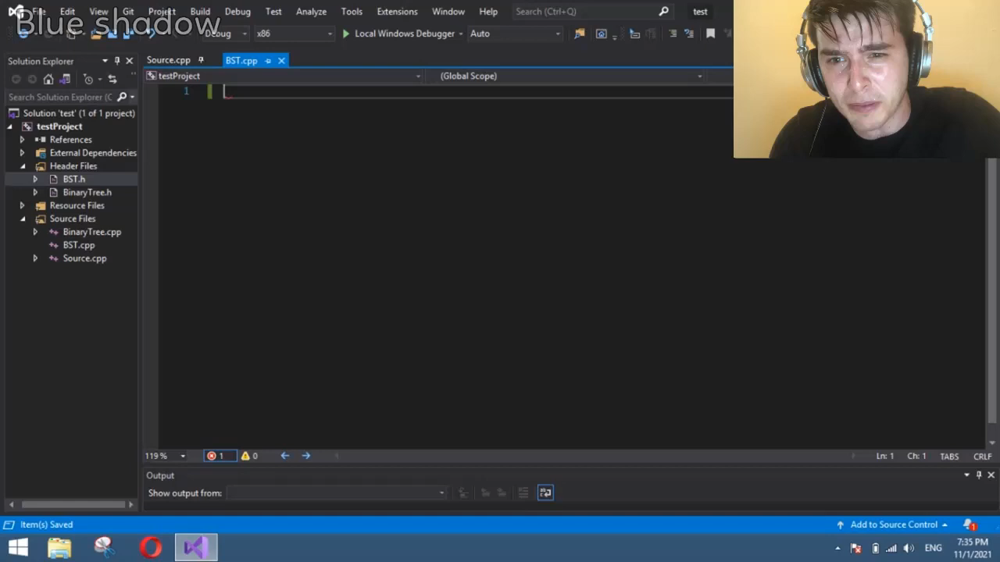 Blue shadow
File Edit View Git Project Build Debug Test Analyze Tools Extensions Window Help Search (Ctrl+Q) test
Debug x86 Local Windows Debugger Auto
Solution Explorer
Search Solution Explorer (C
Solution 'test' (1 of 1 project)
testProject
References
External Dependencies
Header Files
BST.h
BinaryTree.h
Resource Files
Source Files
BinaryTree.cpp
BST.cpp
Source.cpp
Source.cpp BST.cpp
testProject (Global Scope)
1
119 % 1 0 Ln: 1 Ch: 1 TABS CRLF
Output
Show output from:
Item(s) Saved Add to Source Control 1
ENG 7:35 PM
11/1/2021